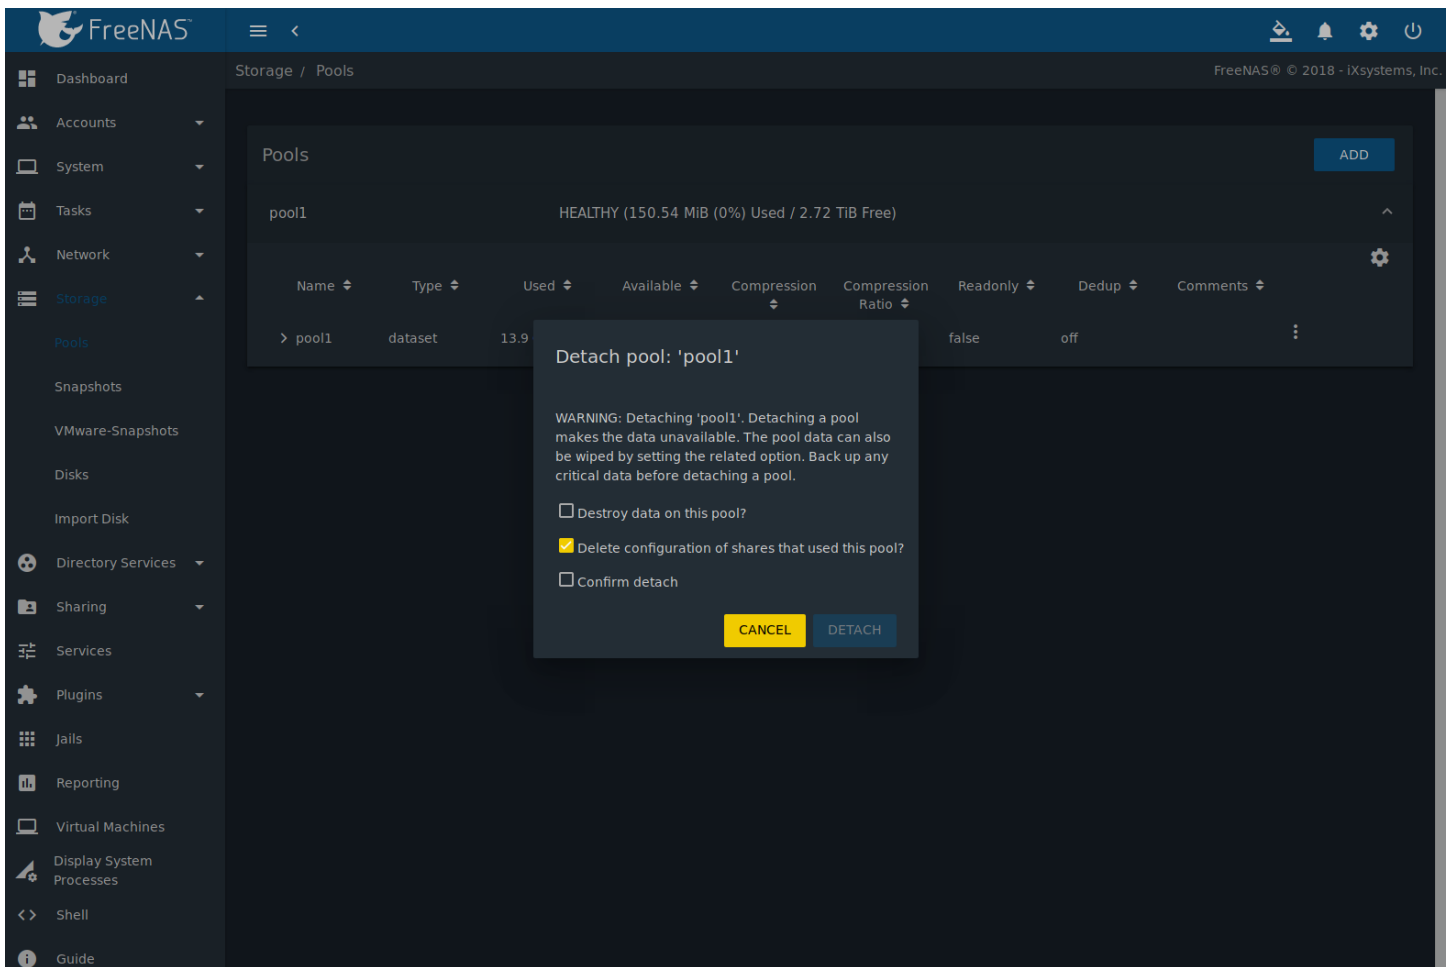 FreeNAS™
Storage / Pools
FreeNAS® © 2018 - iXsystems, Inc.
Dashboard
Accounts
System
Tasks
Network
Storage
Pools
Snapshots
VMware-Snapshots
Disks
Import Disk
Directory Services
Sharing
Services
Plugins
Jails
Reporting
Virtual Machines
Display System
Processes
Shell
Guide
Pools
ADD
pool1 HEALTHY (150.54 MiB (0%) Used / 2.72 TiB Free)
Name Type Used Available Compression Compression Ratio Readonly Dedup Comments
pool1 dataset 13.9 false off
Detach pool: 'pool1'
WARNING: Detaching 'pool1'. Detaching a pool
makes the data unavailable. The pool data can also
be wiped by setting the related option. Back up any
critical data before detaching a pool.
Destroy data on this pool?
Delete configuration of shares that used this pool?
Confirm detach
CANCEL DETACH